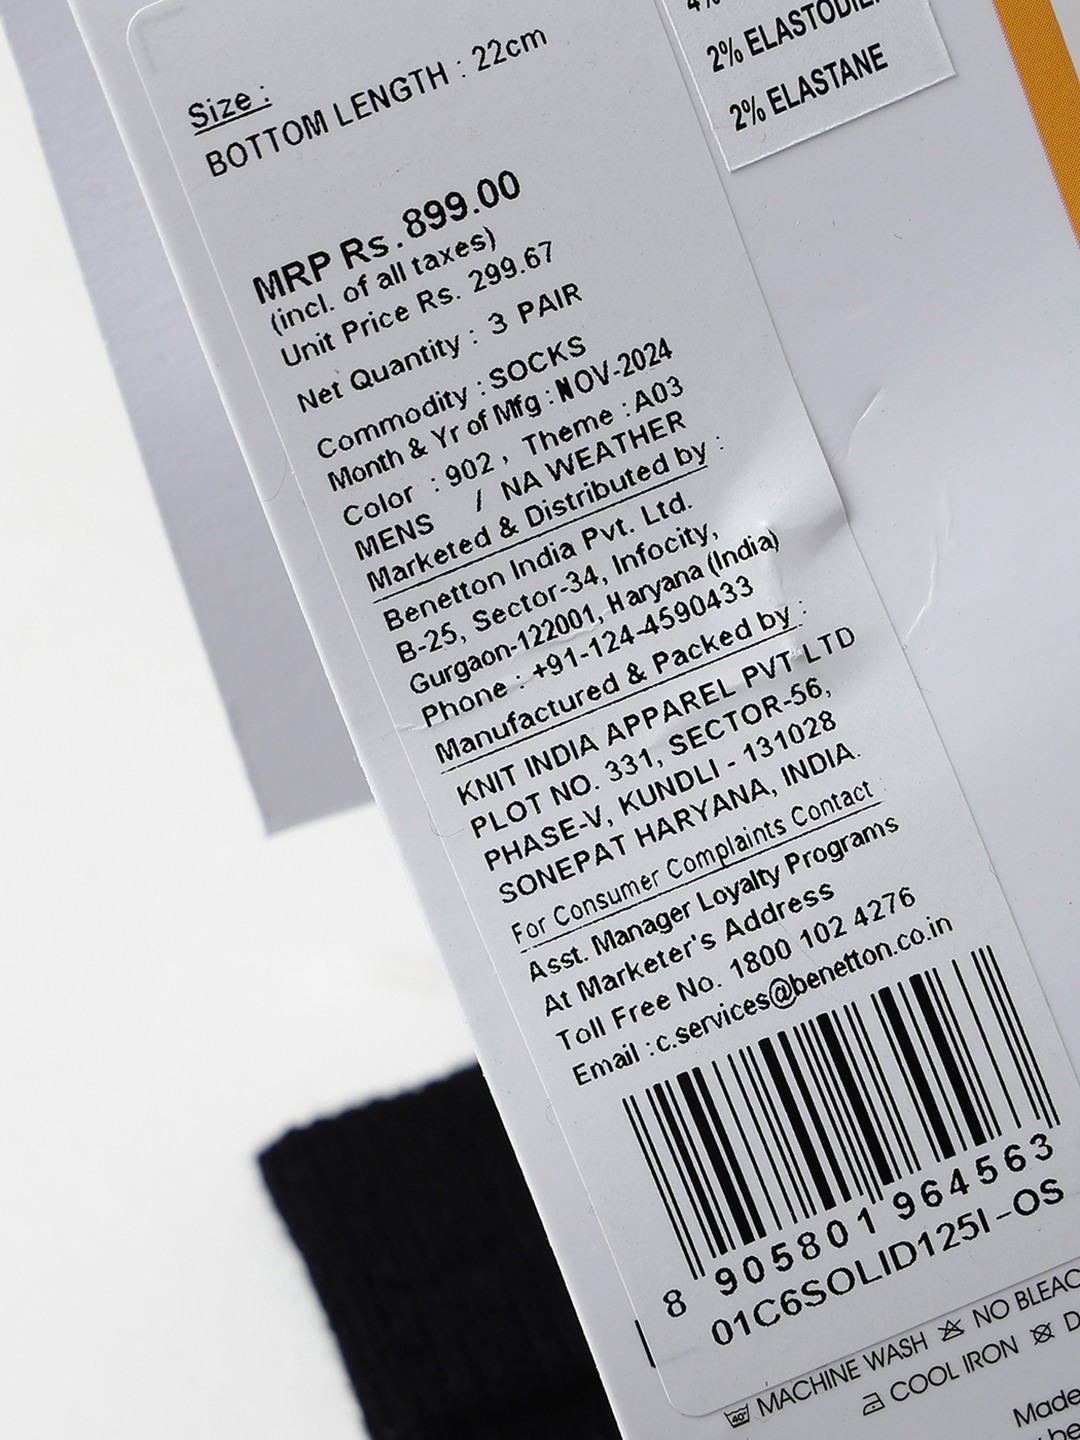 2% ELASTODIE
2% ELASTANE
Size :
BOTTOM LENGTH : 22cm
MRP Rs. 899.00
(incl. of all taxes)
Unit Price Rs. 299.67
Net Quantity : 3 PAIR
Commodity : SOCKS
Month & Yr of Mfg : NOV-2024
Color : 902 , Theme : A03
MENS / NA WEATHER
Marketed & Distributed by :
Benetton India Pvt. Ltd.
B-25, Sector-34, Infocity,
Gurgaon-122001, Haryana (India)
Phone : +91-124-4590433
Manufactured & Packed by :
KNIT INDIA APPAREL PVT LTD
PLOT NO. 331, SECTOR-56,
PHASE-V, KUNDLI - 131028
SONEPAT HARYANA, INDIA.
For Consumer Complaints Contact
Asst. Manager Loyalty Programs
At Marketer's Address
Toll Free No. 1800 102 4276
Email : c.services@benetton.co.in
8 905801 964563
01C6SOLID125I-OS
40° MACHINE WASH NO BLEAC
COOL IRON D
Made